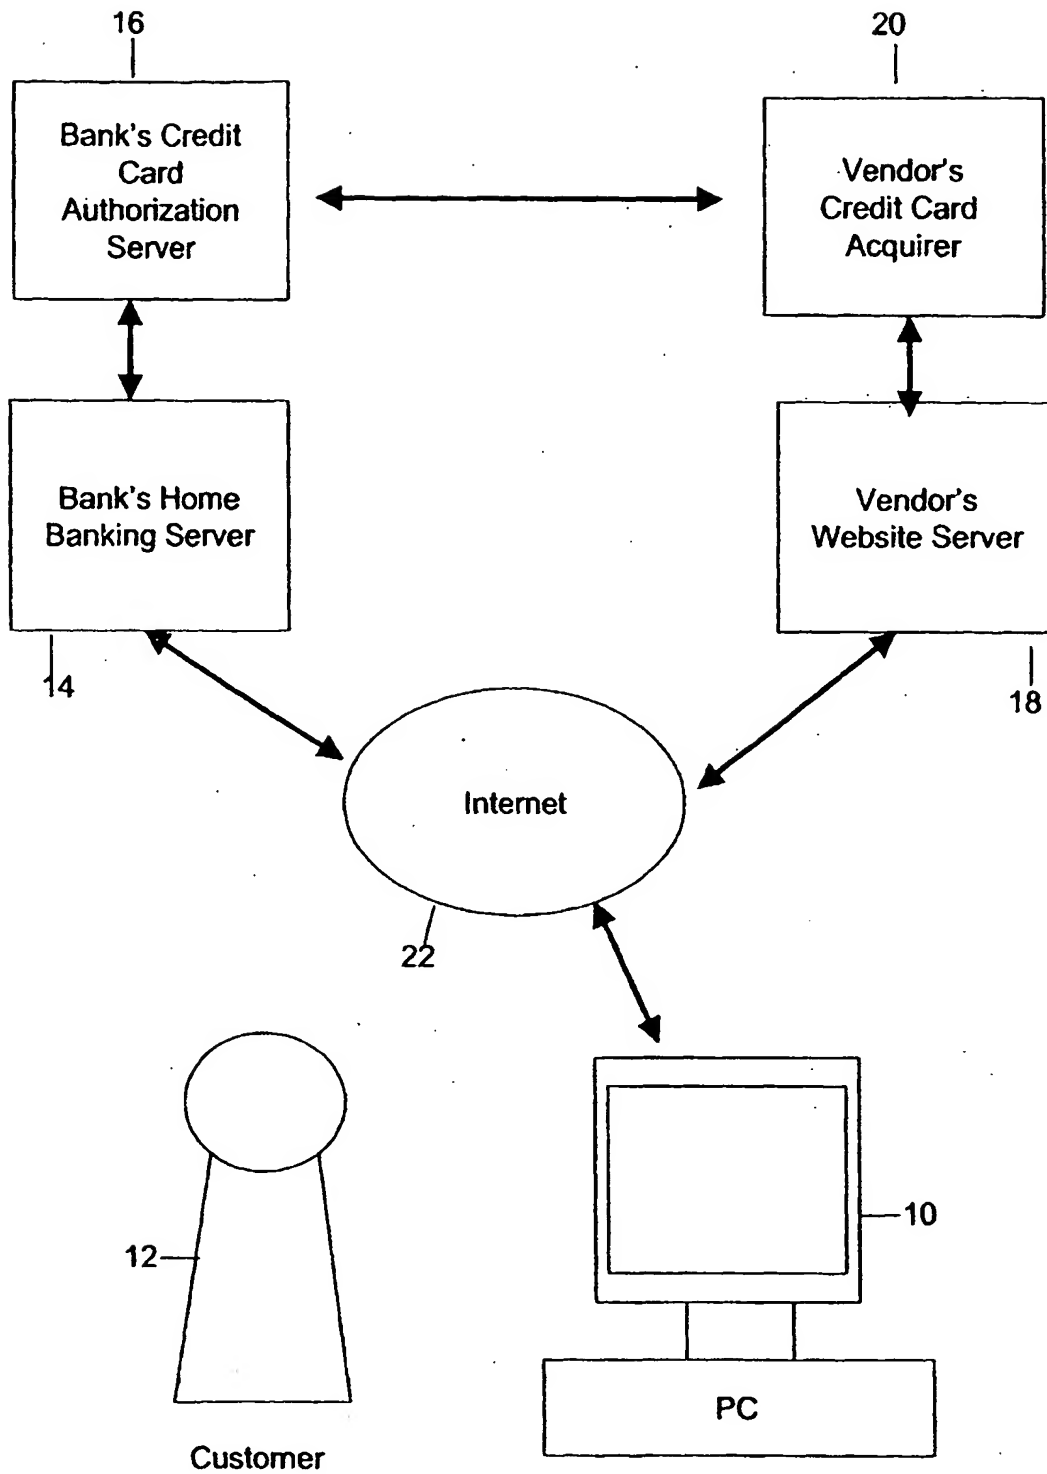 16
20
Bank's Credit
Card
Authorization
Server
Vendor's
Credit Card
Acquirer
Bank's Home
Banking Server
Vendor's
Website Server
14
18
Internet
22
12
10
PC
Customer